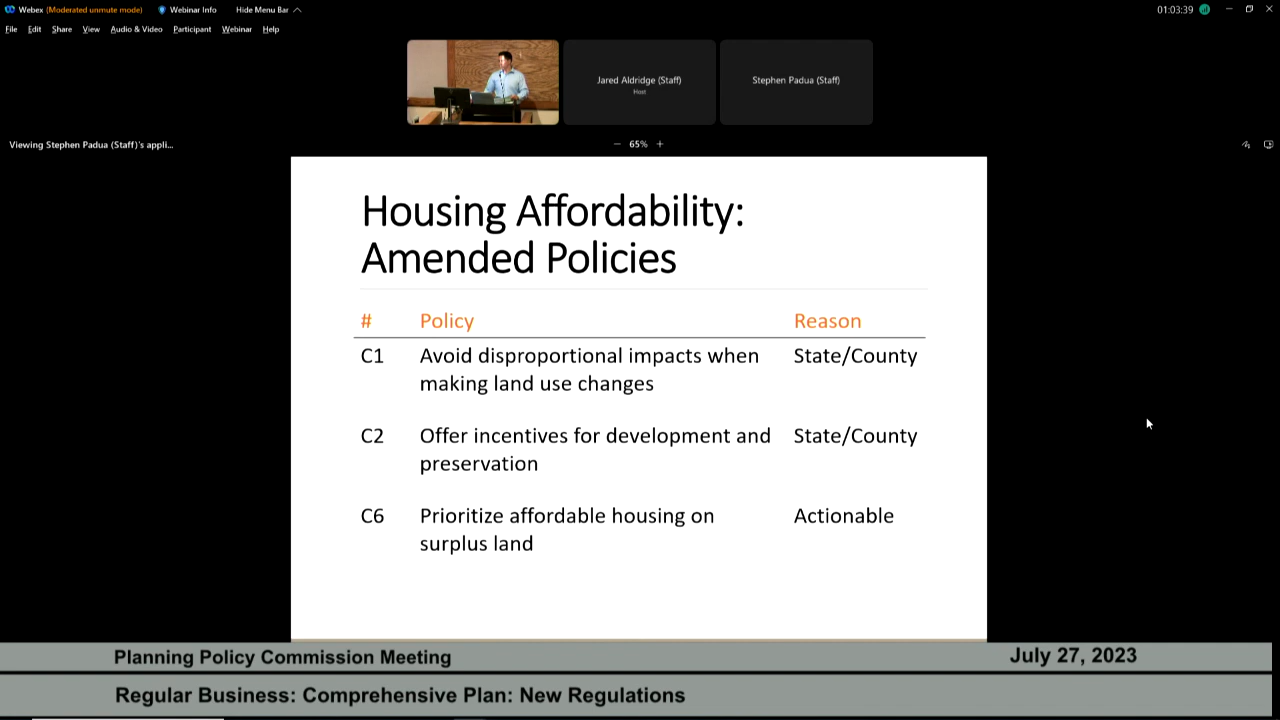 Webex (Moderated unmute mode) Webinar Info Hide Menu Bar 01:03:39
File Edit Share View Audio & Video Participant Webinar Help
Jared Aldridge (Staff)
Host
Stephen Padua (Staff)
Viewing Stephen Padua (Staff)'s appli...
— 65% +
Housing Affordability:
Amended Policies
# Policy Reason
C1 Avoid disproportional impacts when State/County
making land use changes
C2 Offer incentives for development and State/County
preservation
C6 Prioritize affordable housing on Actionable
surplus land
Planning Policy Commission Meeting July 27, 2023
Regular Business: Comprehensive Plan: New Regulations